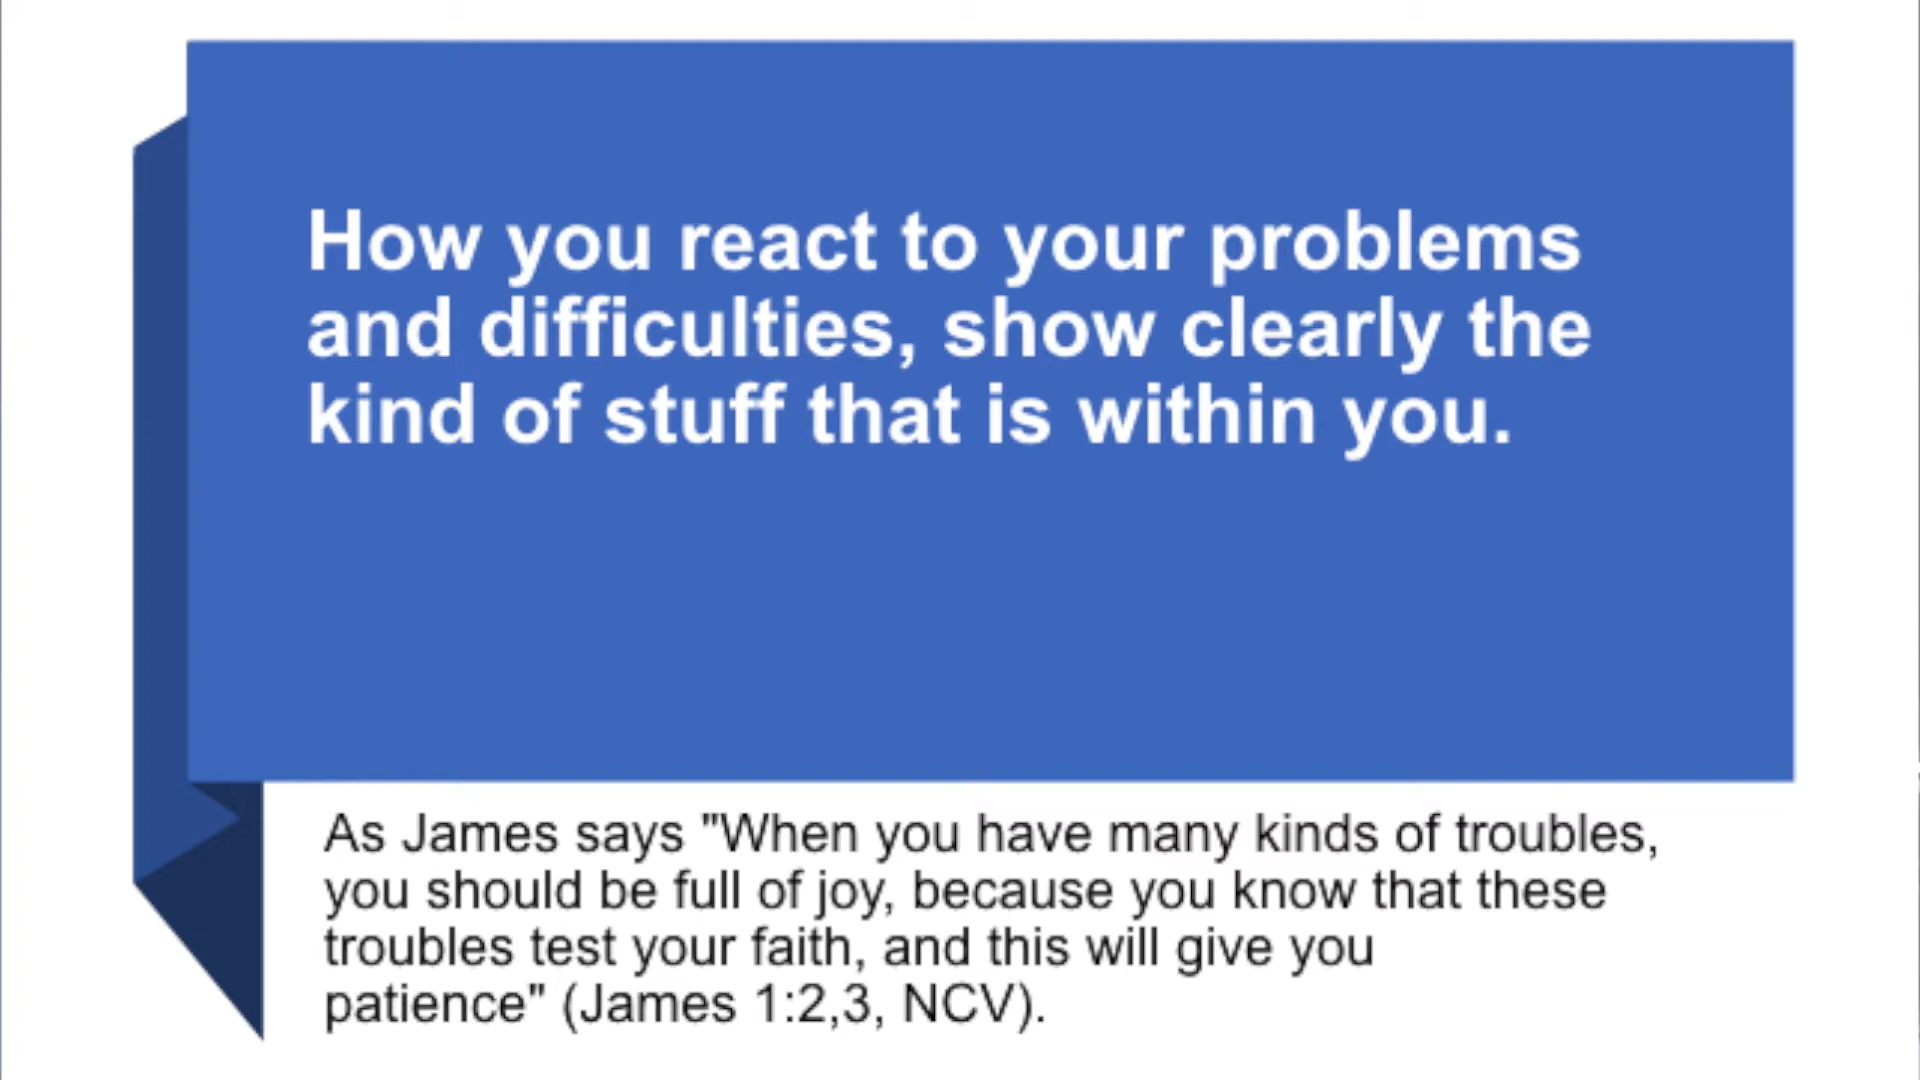 How you react to your problems
and difficulties, show clearly the
kind of stuff that is within you.
As James says "When you have many kinds of troubles,
you should be full of joy, because you know that these
troubles test your faith, and this will give you
patience" (James 1:2,3, NCV).